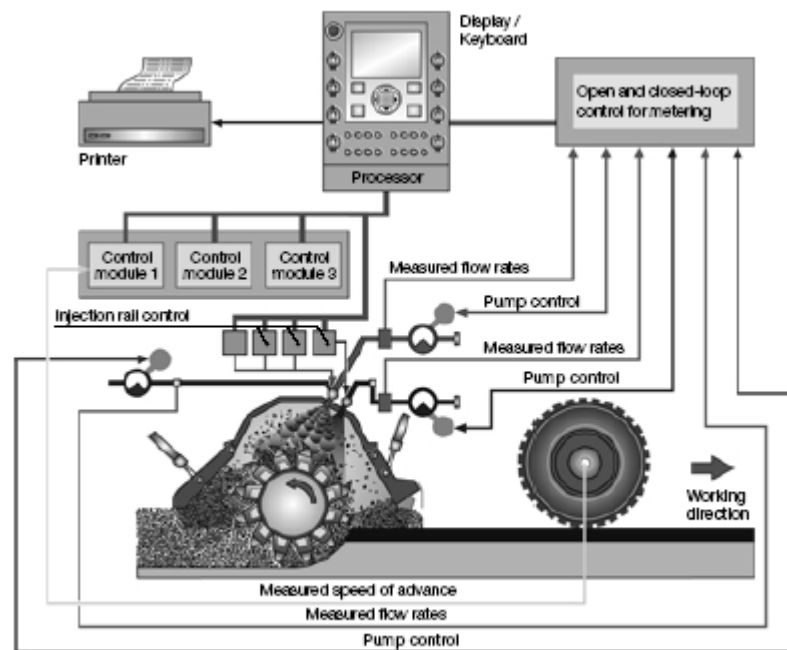 Display /
Keyboard
Open and closed-loop
control for metering
Printer
Processor
Control
module 1
Control
module 2
Control
module 3
Measured flow rates
Injection rail control
Pump control
Measured flow rates
Pump control
Working
direction
Measured speed of advance
Measured flow rates
Pump control